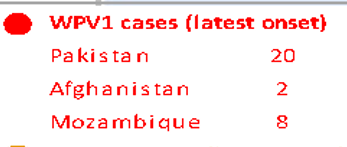 WPV1 cases (latest onset)
Pakistan 20
Afghanistan 2
Mozambique 8